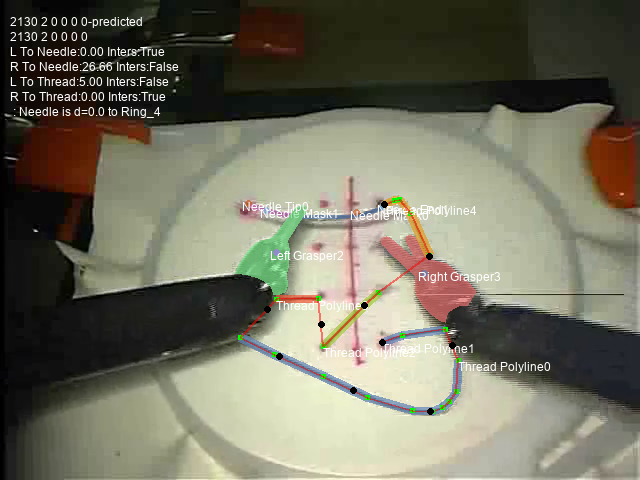 2130 2 0 0 0 0-predicted
2130 2 0 0 0 0
L To Needle:0.00 Inters:True
R To Needle:26.66 Inters:False
L To Thread:5.00 Inters:False
R To Thread:0.00 Inters:True
: Needle is d=0.0 to Ring_4
Needle Tip0
Needle Mask1
Thread Polyline4
Left Grasper2
Right Grasper3
Thread Polyline
Thread Polyline1
Thread Polyline0